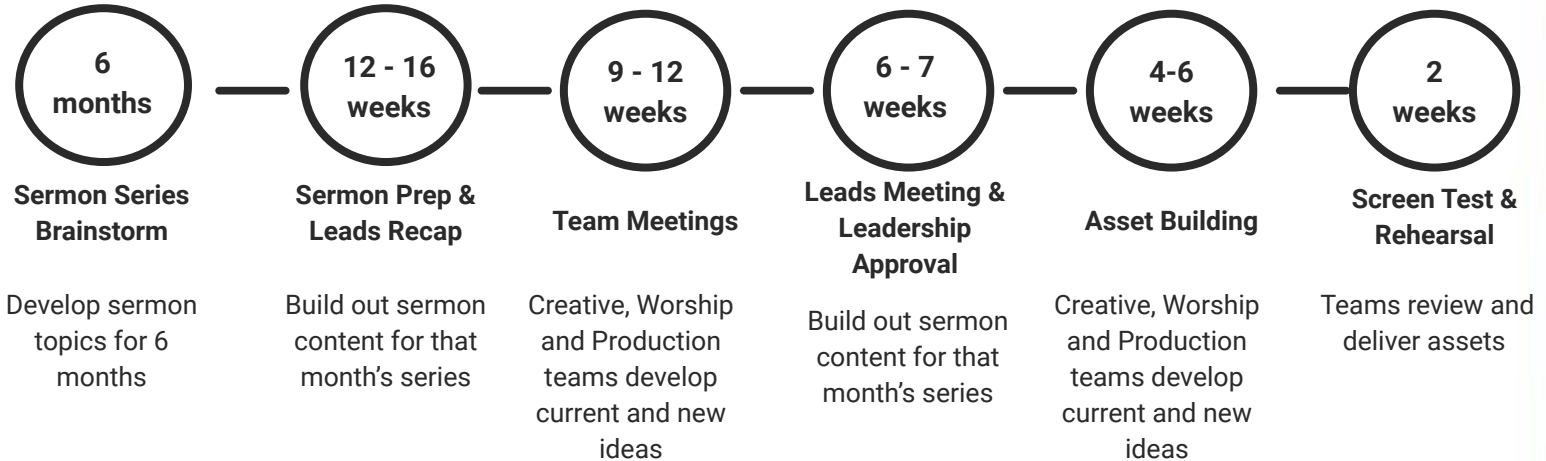 6
months
Sermon Series
Brainstorm
Develop sermon
topics for 6
months
12 - 16
weeks
Sermon Prep &
Leads Recap
Build out sermon
content for that
month’s series
9 - 12
weeks
Team Meetings
Creative, Worship
and Production
teams develop
current and new
ideas
6 - 7
weeks
Leads Meeting &
Leadership
Approval
Build out sermon
content for that
month’s series
4-6
weeks
Asset Building
Creative, Worship
and Production
teams develop
current and new
ideas
2
weeks
Screen Test &
Rehearsal
Teams review and
deliver assets